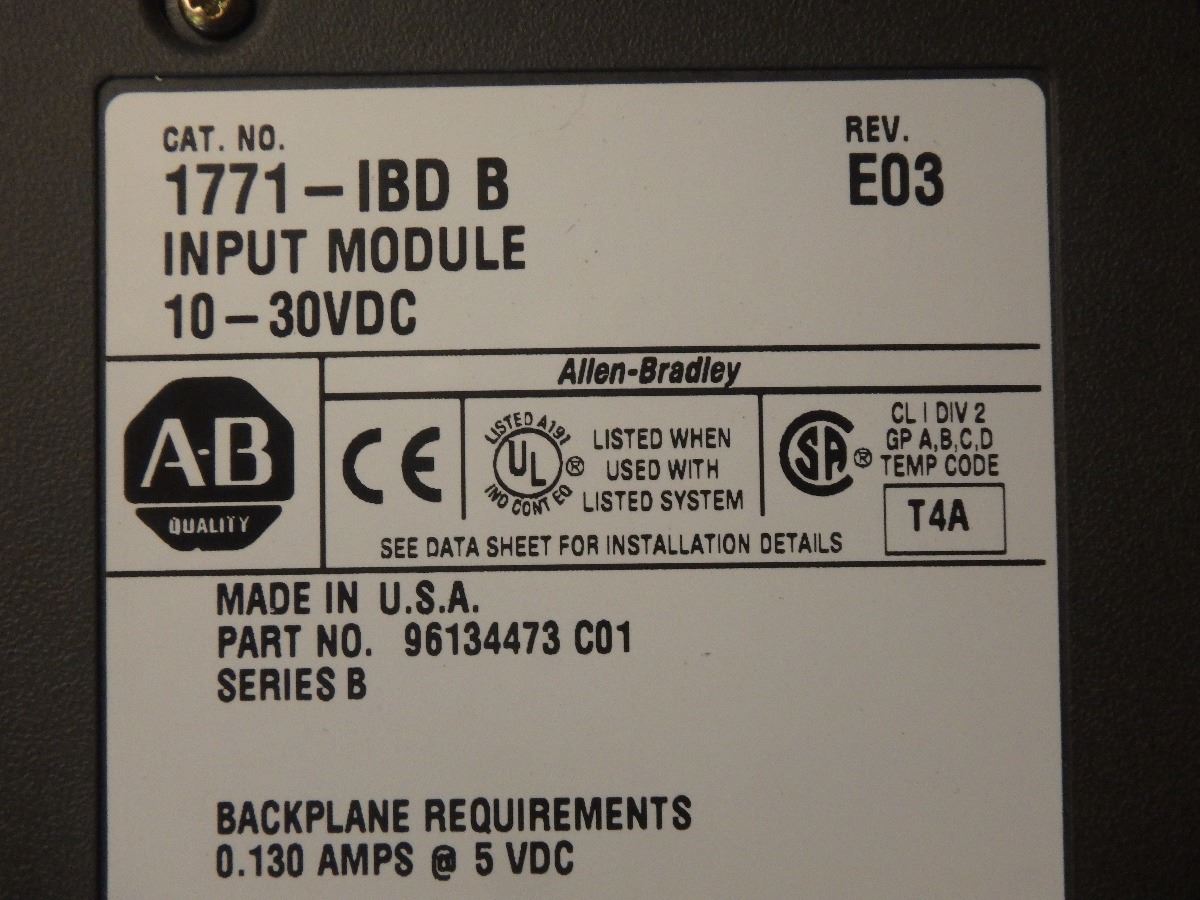 CAT. NO.
1771-IBD B
INPUT MODULE
10-30VDC
REV.
E03
Allen-Bradley
A-B
QUALITY
CE
LISTED A191
UL ®
IND CONT EQ
LISTED WHEN
USED WITH
LISTED SYSTEM
SA ®
CL I DIV 2
GP A,B,C,D
TEMP CODE
T4A
SEE DATA SHEET FOR INSTALLATION DETAILS
MADE IN U.S.A.
PART NO. 96134473 C01
SERIES B
BACKPLANE REQUIREMENTS
0.130 AMPS @ 5 VDC